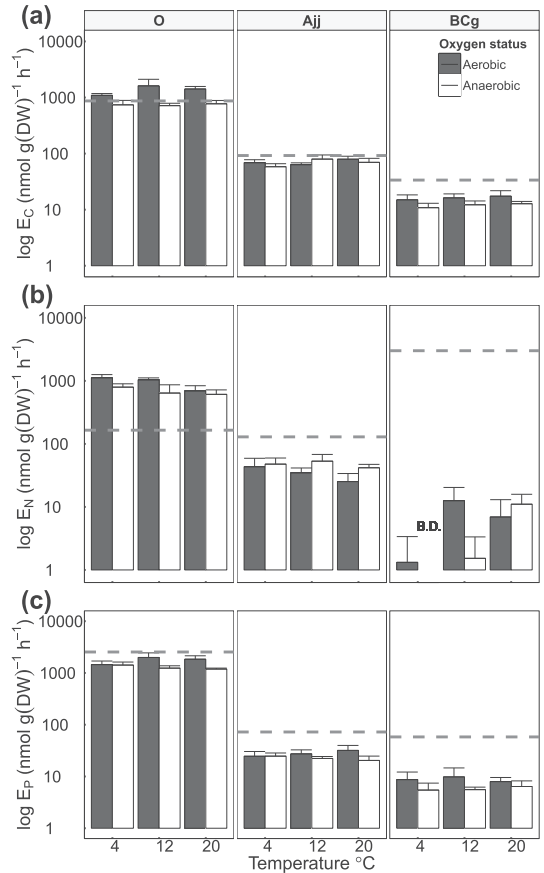 (a)
O Ajj BCg
log E_C (nmol g(DW)⁻¹ h⁻¹)
10000
1000
100
10
1
Oxygen status
Aerobic
Anaerobic
(b)
log E_N (nmol g(DW)⁻¹ h⁻¹)
10000
1000
100
10
1
B.D.
(c)
log E_P (nmol g(DW)⁻¹ h⁻¹)
10000
1000
100
10
1
4 12 20 4 12 20 4 12 20
Temperature °C